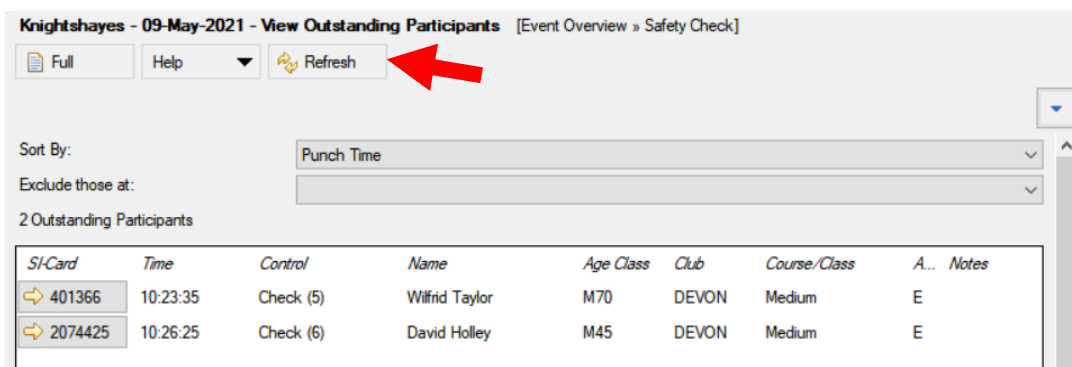 Knightshayes - 09-May-2021 - View Outstanding Participants [Event Overview » Safety Check]
Full Help Refresh
Sort By: Punch Time
Exclude those at:
2 Outstanding Participants
SI-Card Time Control Name Age Class Club Course/Class A... Notes
401366 10:23:35 Check (5) Wilfrid Taylor M70 DEVON Medium E
2074425 10:26:25 Check (6) David Holley M45 DEVON Medium E